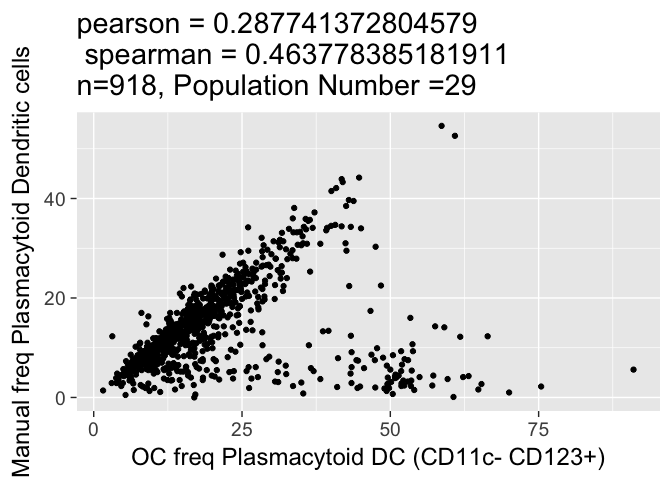 pearson = 0.287741372804579
spearman = 0.463778385181911
n=918, Population Number =29
Manual freq Plasmacytoid Dendritic cells
40
20
0
0 25 50 75
OC freq Plasmacytoid DC (CD11c- CD123+)